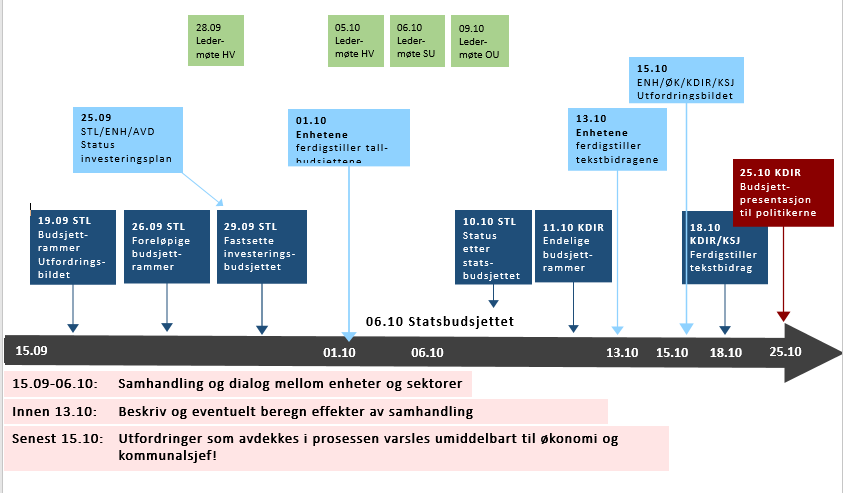 28.09
Leder-
møte HV
05.10
Leder-
møte HV
06.10
Leder-
møte SU
09.10
Leder-
møte OU
15.10
ENH/ØK/KDIR/KSJ
Utfordringsbildet
25.09
STL/ENH/AVD
Status
investeringsplan
01.10
Enhetene
ferdigstiller tall-
budsjettene
13.10
Enhetene
ferdigstiller
tekstbidragene
25.10 KDIR
Budsjett-
presentasjon
til politikerne
19.09 STL
Budsjett-
rammer
Utfordrings-
bildet
26.09 STL
Foreløpige
budsjett-
rammer
29.09 STL
Fastsette
investerings-
budsjettet
10.10 STL
Status
etter
stats-
budsjettet
11.10 KDIR
Endelige
budsjett-
rammer
18.10
KDIR/KSJ
Ferdigstiller
tekstbidrag
06.10 Statsbudsjettet
15.09 01.10 06.10 13.10 15.10 18.10 25.10
15.09-06.10: Samhandling og dialog mellom enheter og sektorer
Innen 13.10: Beskriv og eventuelt beregn effekter av samhandling
Senest 15.10: Utfordringer som avdekkes i prosessen varsles umiddelbart til økonomi og
kommunalsjef!